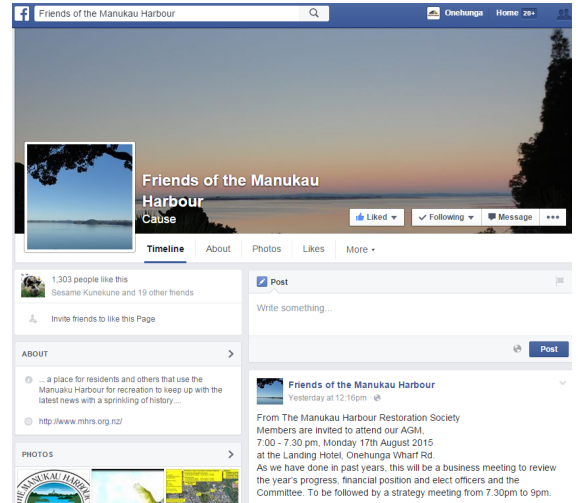 Friends of the Manukau Harbour
Onehunga
Home 20+
Friends of the Manukau
Harbour
Cause
Liked
Following
Message
Timeline
About
Photos
Likes
More
1,303 people like this
Sesame Kunekune and 19 other friends
Invite friends to like this Page
ABOUT
... a place for residents and others that use the
Manuaku Harbour for recreation to keep up with the
latest news with a sprinkling of history....
http://www.mhrs.org.nz/
PHOTOS
MANUKAU HARBOUR
Post
Write something...
Post
Friends of the Manukau Harbour
Yesterday at 12:16pm
From The Manukau Harbour Restoration Society
Members are invited to attend our AGM,
7:00 - 7.30 pm, Monday 17th August 2015
at the Landing Hotel, Onehunga Wharf Rd.
As we have done in past years, this will be a business meeting to review
the year's progress, financial position and elect officers and the
Committee. To be followed by a strategy meeting from 7.30pm to 9pm.